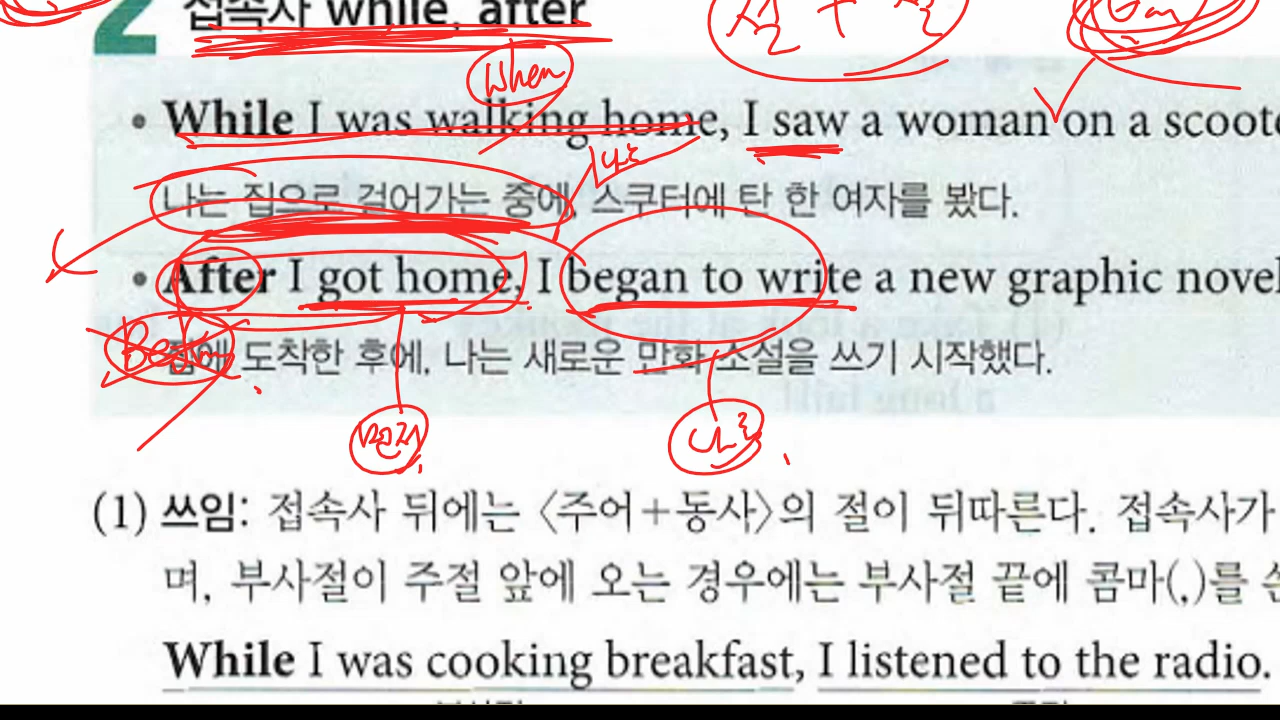 2 접속사 while, after
when
• While I was walking home, I saw a woman on a scoote
나는 집으로 걸어가는 중에, 스쿠터에 탄 한 여자를 봤다.
• After I got home, I began to write a new graphic novel
집에 도착한 후에, 나는 새로운 만화 소설을 쓰기 시작했다.
먼저
나중
(1) 쓰임: 접속사 뒤에는 〈주어+동사〉의 절이 뒤따른다. 접속사가
며, 부사절이 주절 앞에 오는 경우에는 부사절 끝에 콤마(,)를 쓴
While I was cooking breakfast, I listened to the radio.